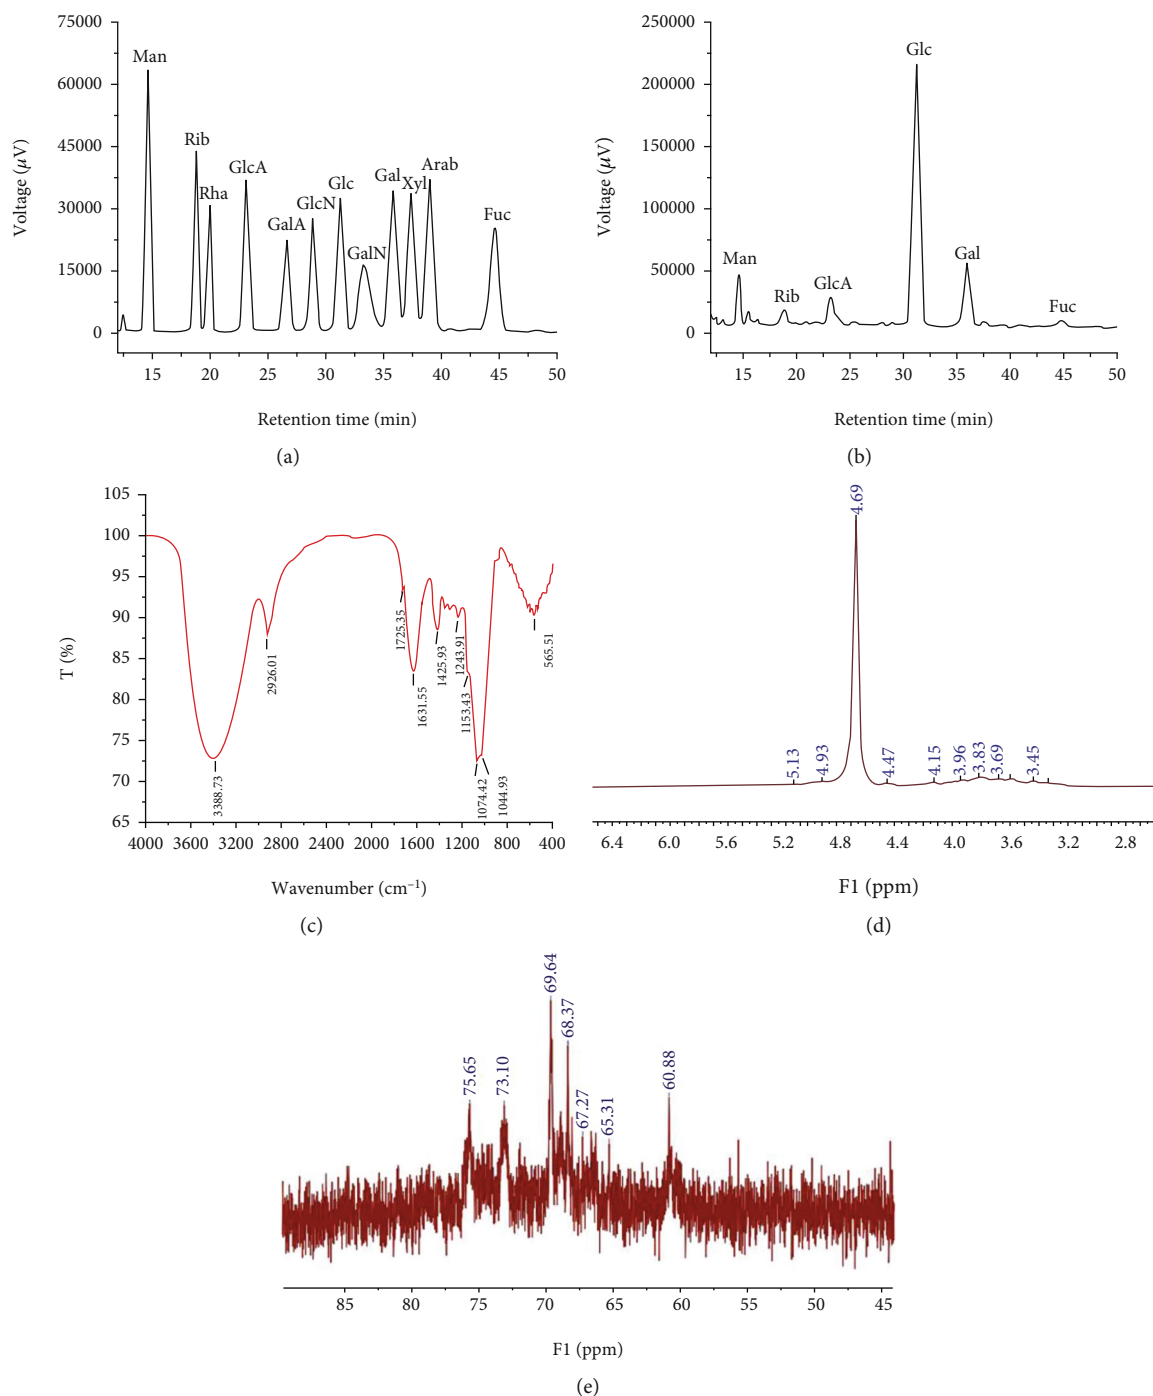 75000
60000
45000
30000
15000
0
Voltage (μV)
Man
Rib
Rha
GlcA
GalA
GlcN
Glc
GalN
Gal
Xyl
Arab
Fuc
15 20 25 30 35 40 45 50
Retention time (min)
(a)
250000
200000
150000
100000
50000
0
Voltage (μV)
Man
Rib
GlcA
Glc
Gal
Fuc
15 20 25 30 35 40 45 50
Retention time (min)
(b)
105
100
95
90
85
80
75
70
65
T (%)
3388.73
2926.01
1725.35
1631.55
1425.93
1243.91
1153.43
1074.42
1044.93
565.51
4000 3600 3200 2800 2400 2000 1600 1200 800 400
Wavenumber (cm⁻¹)
(c)
5.13
4.93
4.69
4.47
4.15
3.96
3.83
3.69
3.45
6.4 6.0 5.2 4.8 4.4 4.0 3.6 3.2 2.8
F1 (ppm)
(d)
75.65
73.10
69.64
68.37
67.27
65.31
60.88
85 80 75 70 65 60 55 50 45
F1 (ppm)
(e)